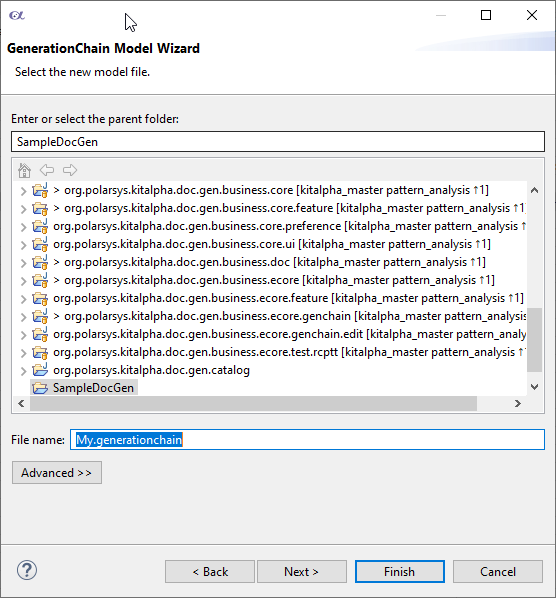 GenerationChain Model Wizard
Select the new model file.
Enter or select the parent folder:
SampleDocGen
> org.polarsys.kitalpha.doc.gen.business.core [kitalpha_master pattern_analysis ↑1]
> org.polarsys.kitalpha.doc.gen.business.core.feature [kitalpha_master pattern_analysis ↑1
org.polarsys.kitalpha.doc.gen.business.core.preference [kitalpha_master pattern_analysis ↑
org.polarsys.kitalpha.doc.gen.business.core.ui [kitalpha_master pattern_analysis ↑1]
> org.polarsys.kitalpha.doc.gen.business.doc [kitalpha_master pattern_analysis ↑1]
> org.polarsys.kitalpha.doc.gen.business.ecore [kitalpha_master pattern_analysis ↑1]
org.polarsys.kitalpha.doc.gen.business.ecore.feature [kitalpha_master pattern_analysis ↑1]
> org.polarsys.kitalpha.doc.gen.business.ecore.genchain [kitalpha_master pattern_analysis
org.polarsys.kitalpha.doc.gen.business.ecore.genchain.edit [kitalpha_master pattern_analysis
org.polarsys.kitalpha.doc.gen.business.ecore.test.rcptt [kitalpha_master pattern_analysis ↑1
org.polarsys.kitalpha.doc.gen.catalog
SampleDocGen
File name: My.generationchain
Advanced >>
? < Back Next > Finish Cancel